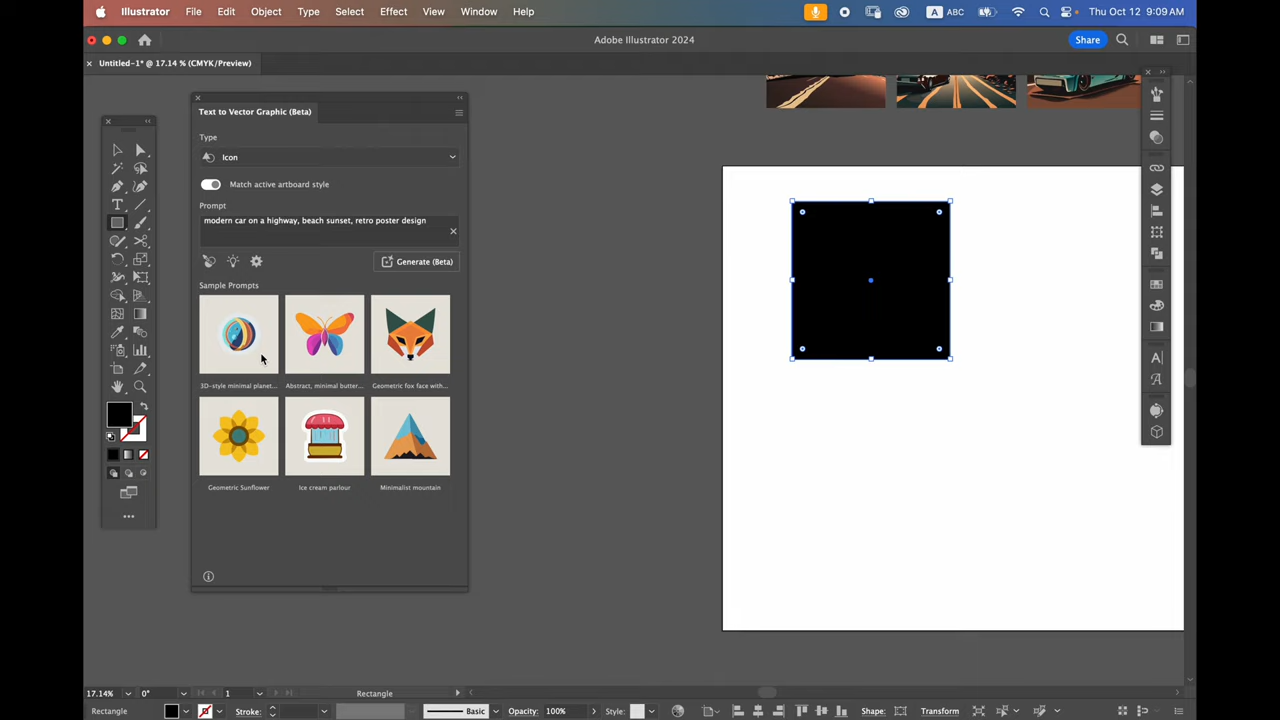 Illustrator File Edit Object Type Select Effect View Window Help A ABC Thu Oct 12 9:09 AM
Adobe Illustrator 2024 Share
Untitled-1* @ 17.14 % (CMYK/Preview)
Text to Vector Graphic (Beta)
Type
Icon
Match active artboard style
Prompt
modern car on a highway, beach sunset, retro poster design
Generate (Beta)
Sample Prompts
3D-style minimal planet... Abstract, minimal butter... Geometric fox face with...
Geometric Sunflower Ice cream parlour Minimalist mountain
17.14% 0° 1 Rectangle
Rectangle Stroke: Basic Opacity: 100% Style: Shape: Transform